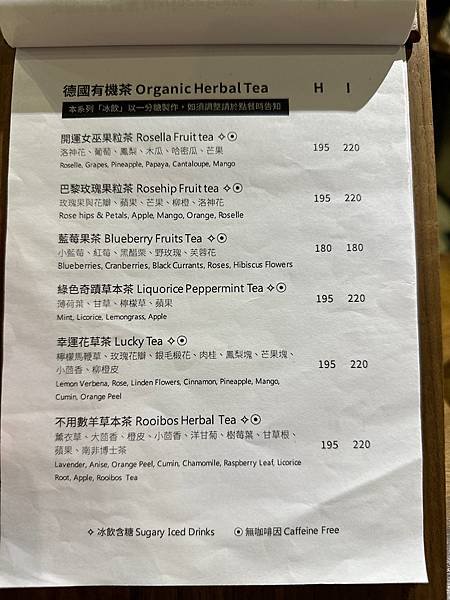 德國有機茶 Organic Herbal Tea H I
本系列「冰飲」以一分糖製作，如須調整請於點餐時告知
開運女巫果粒茶 Rosella Fruit tea ✧⦿ 195 220
洛神花、葡萄、鳳梨、木瓜、哈密瓜、芒果
Roselle, Grapes, Pineapple, Papaya, Cantaloupe, Mango
巴黎玫瑰果粒茶 Rosehip Fruit tea ✧⦿ 195 220
玫瑰果與花瓣、蘋果、芒果、柳橙、洛神花
Rose hips & Petals, Apple, Mango, Orange, Roselle
藍莓果茶 Blueberry Fruits Tea ✧⦿ 180 180
小藍莓、紅莓、黑醋栗、野玫瑰、芙蓉花
Blueberries, Cranberries, Black Currants, Roses, Hibiscus Flowers
綠色奇蹟草本茶 Liquorice Peppermint Tea ✧⦿ 195 220
薄荷葉、甘草、檸檬草、蘋果
Mint, Licorice, Lemongrass, Apple
幸運花草茶 Lucky Tea ✧⦿ 195 220
檸檬馬鞭草、玫瑰花瓣、銀毛椴花、肉桂、鳳梨塊、芒果塊、
小茴香、柳橙皮
Lemon Verbena, Rose, Linden Flowers, Cinnamon, Pineapple, Mango,
Cumin, Orange Peel
不用數羊草本茶 Rooibos Herbal Tea ✧⦿ 195 220
薰衣草、大茴香、橙皮、小茴香、洋甘菊、樹莓葉、甘草根、
蘋果、南非博士茶
Lavender, Anise, Orange Peel, Cumin, Chamomile, Raspberry Leaf, Licorice
Root, Apple, Rooibos Tea
✧ 冰飲含糖 Sugary Iced Drinks ⦿ 無咖啡因 Caffeine Free